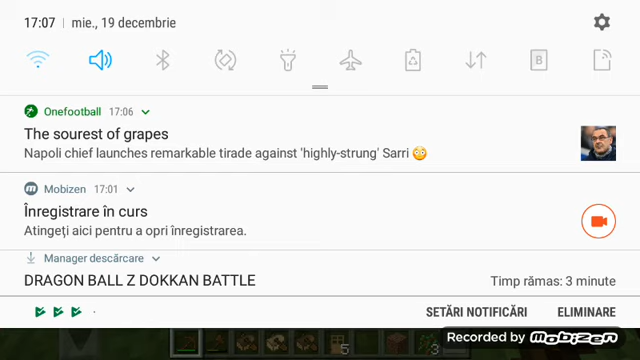 17:07 | mie., 19 decembrie
B
Onefootball 17:06
The sourest of grapes
Napoli chief launches remarkable tirade against 'highly-strung' Sarri 😳
m Mobizen 17:01
Înregistrare în curs
Atingeți aici pentru a opri înregistrarea.
Manager descărcare
DRAGON BALL Z DOKKAN BATTLE
Timp rămas: 3 minute
SETĂRI NOTIFICĂRI ELIMINARE
5 3
Recorded by mobizen